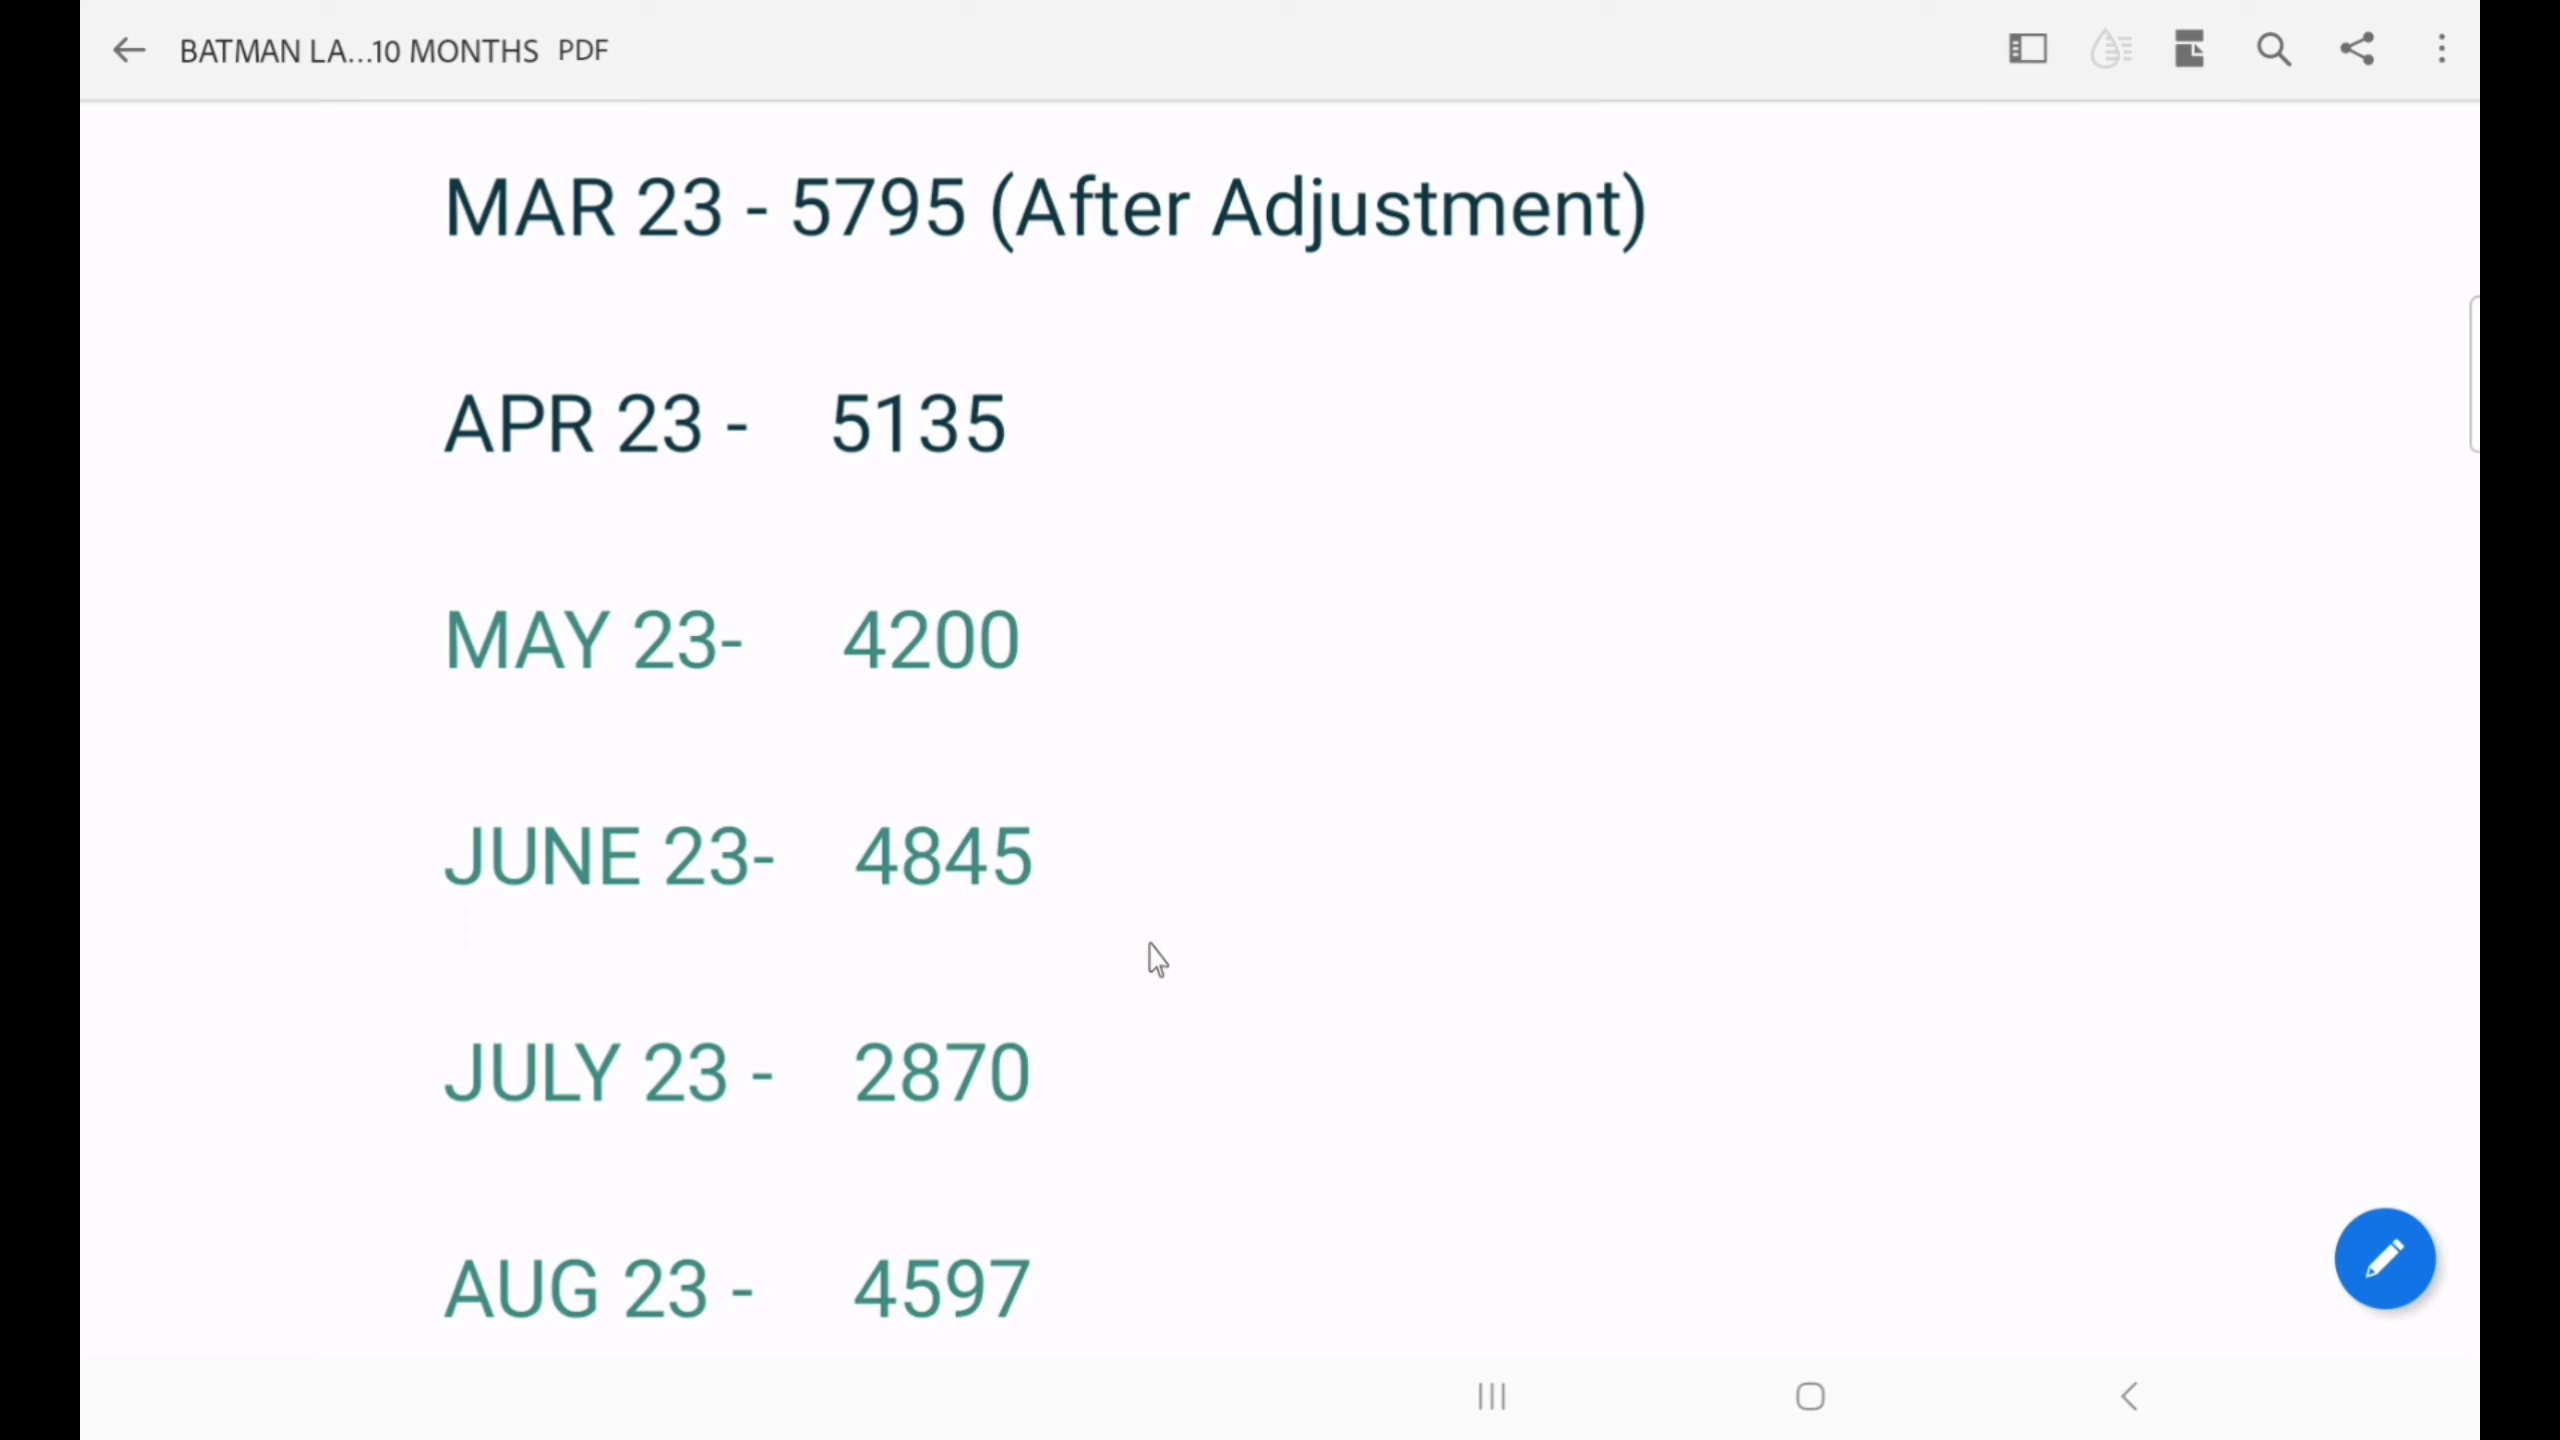 BATMAN LA...10 MONTHS PDF
MAR 23 - 5795 (After Adjustment)
APR 23 - 5135
MAY 23- 4200
JUNE 23- 4845
JULY 23 - 2870
AUG 23 - 4597